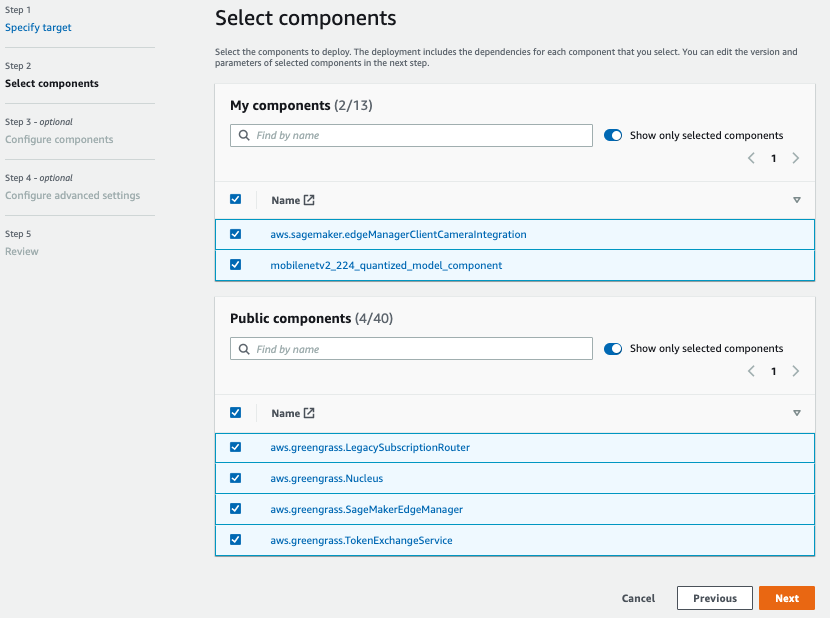 Step 1
Specify target
Step 2
Select components
Step 3 - optional
Configure components
Step 4 - optional
Configure advanced settings
Step 5
Review
Select components
Select the components to deploy. The deployment includes the dependencies for each component that you select. You can edit the version and
parameters of selected components in the next step.
My components (2/13)
Find by name
Show only selected components
1
Name
aws.sagemaker.edgeManagerClientCameraIntegration
mobilenetv2_224_quantized_model_component
Public components (4/40)
Find by name
Show only selected components
1
Name
aws.greengrass.LegacySubscriptionRouter
aws.greengrass.Nucleus
aws.greengrass.SageMakerEdgeManager
aws.greengrass.TokenExchangeService
Cancel Previous Next